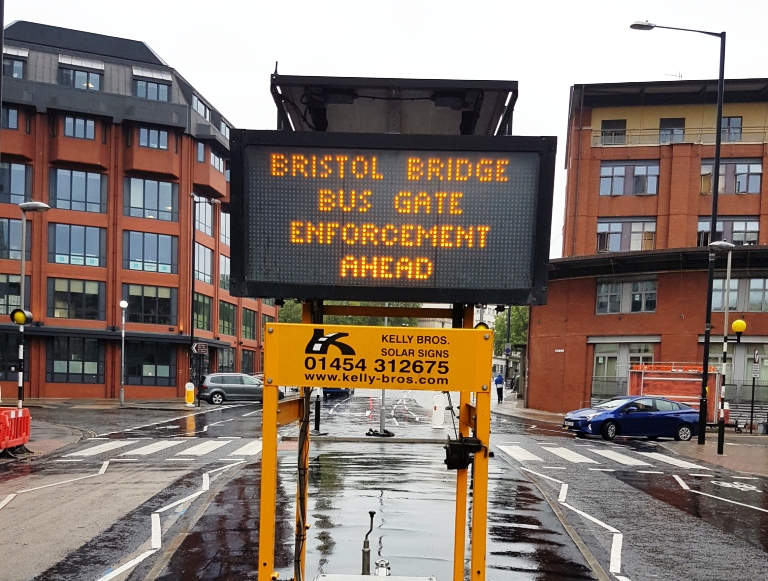 BRISTOL BRIDGE
BUS GATE
ENFORCEMENT
AHEAD
KELLY BROS.
SOLAR SIGNS
01454 312675
www.kelly-bros.com